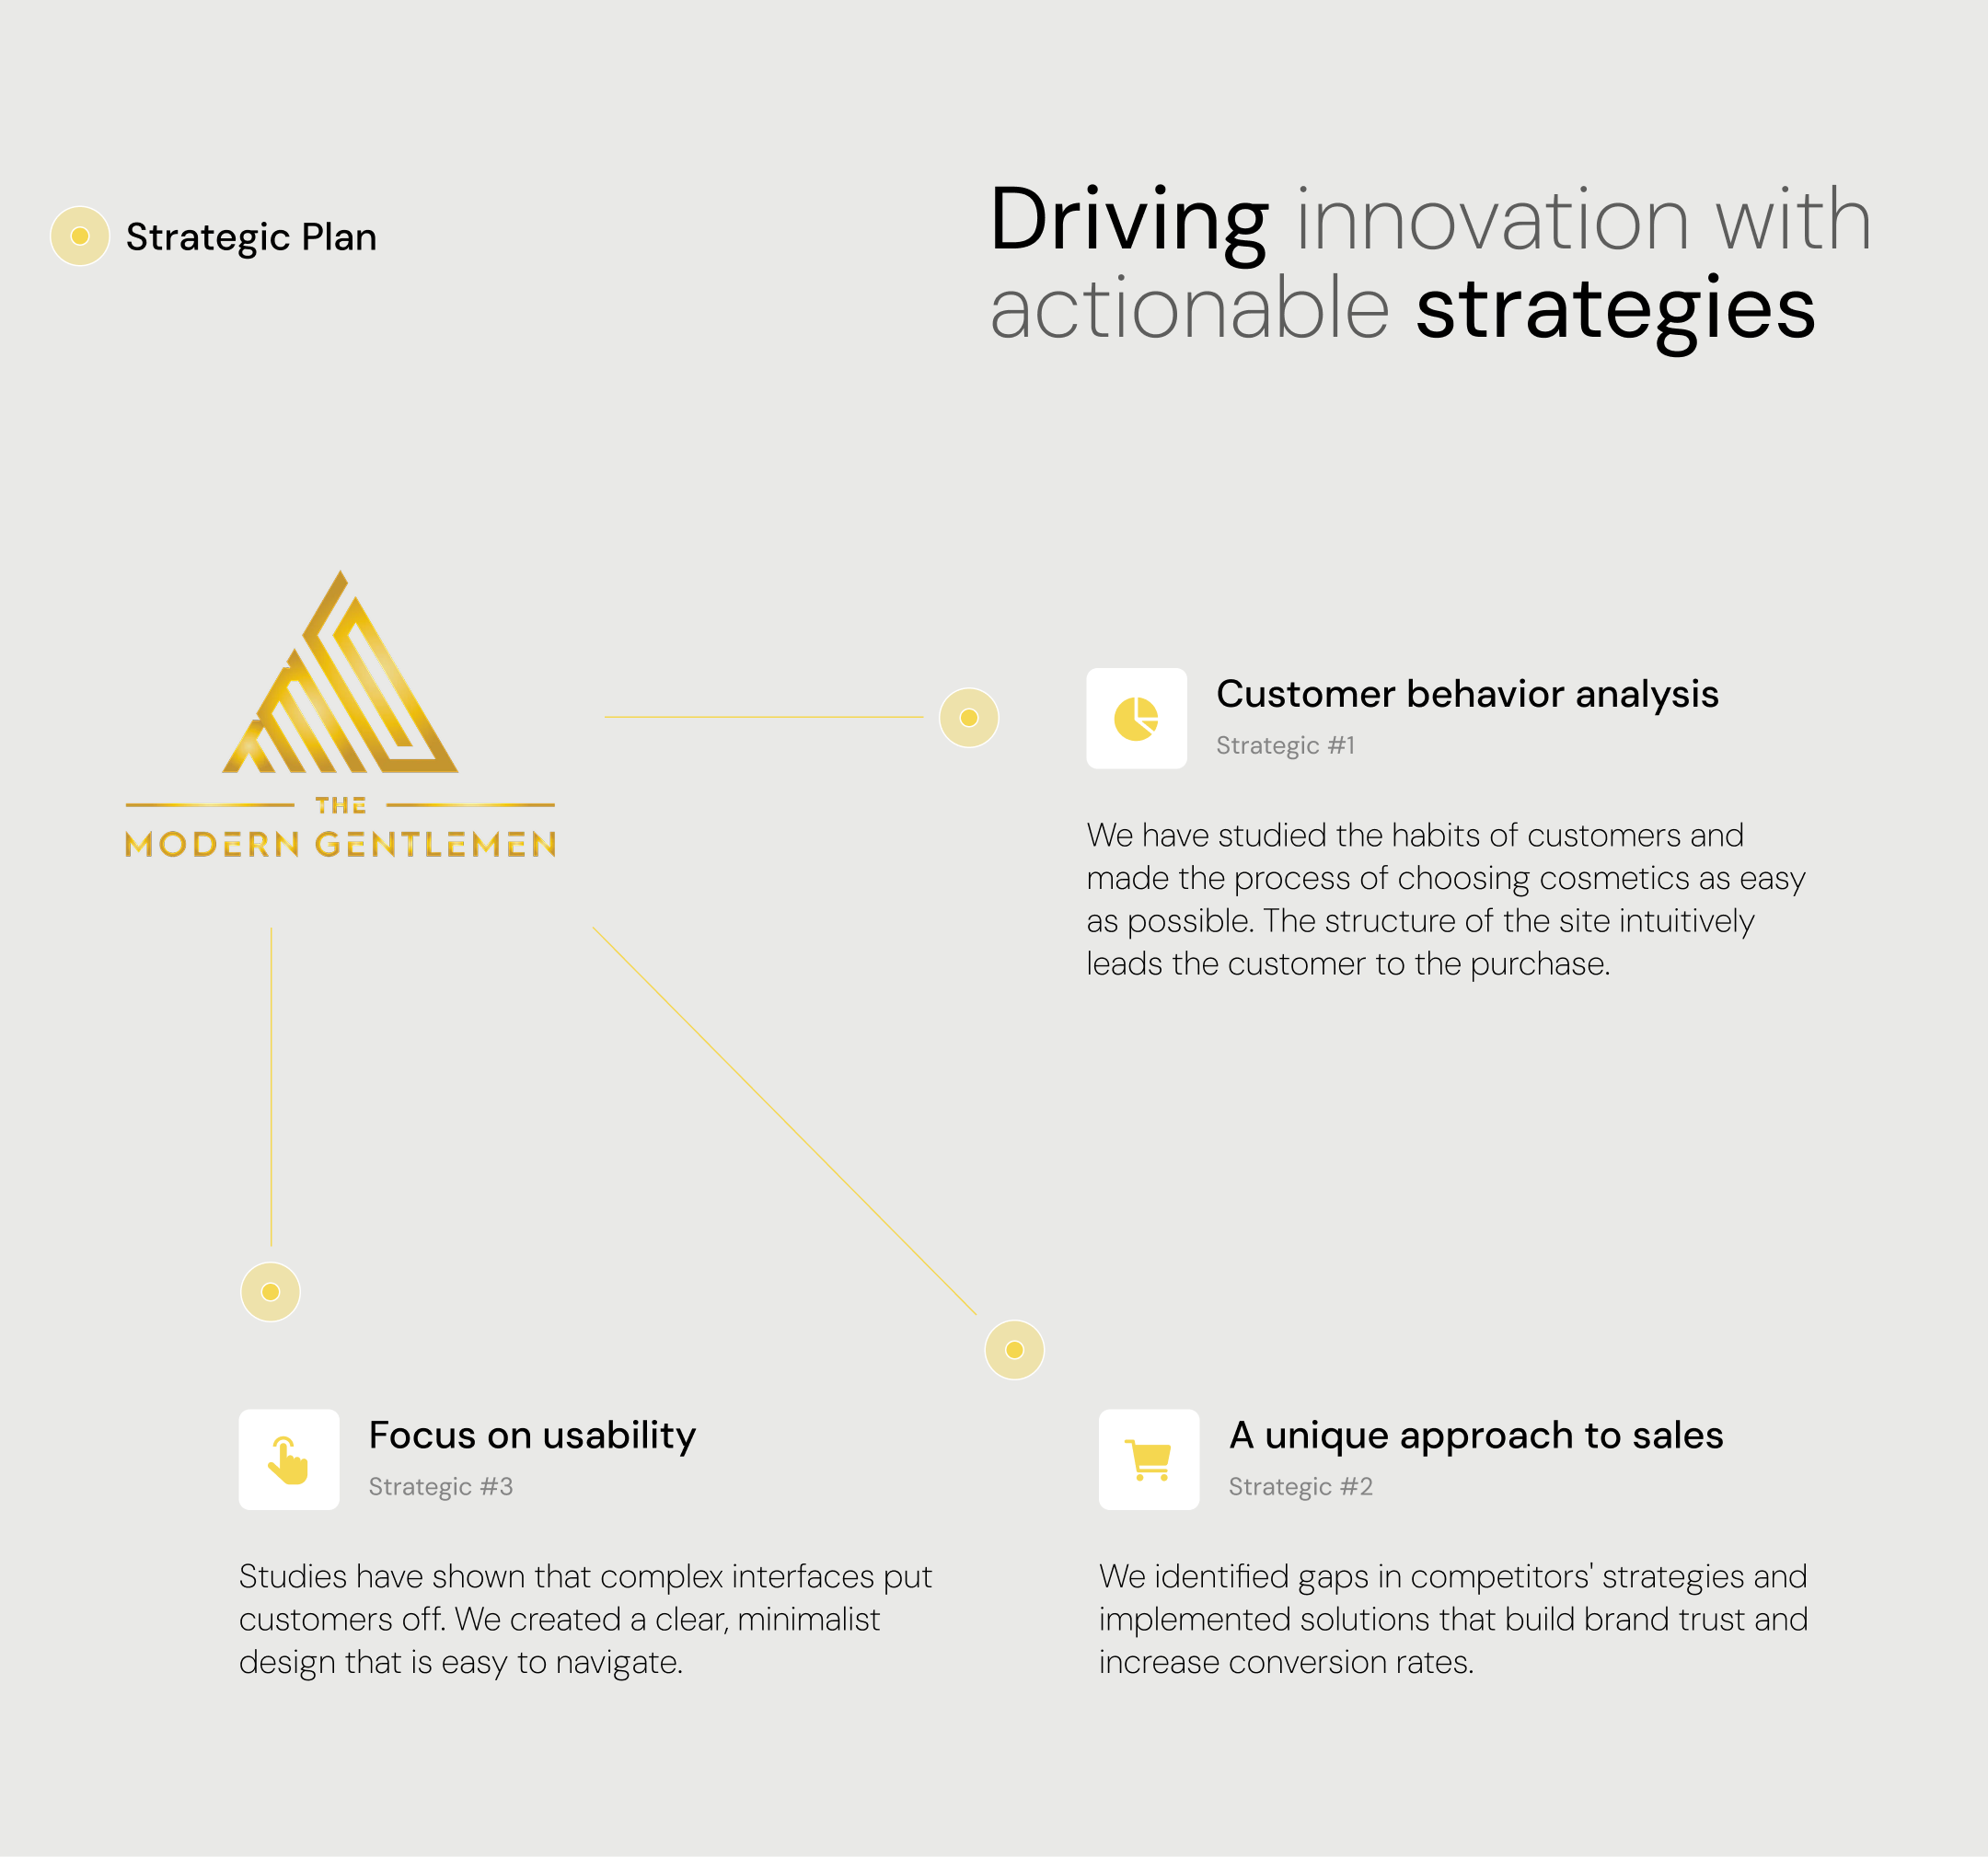 Strategic Plan
Driving innovation with
actionable strategies
THE
MODERN GENTLEMEN
Customer behavior analysis
Strategic #1
We have studied the habits of customers and
made the process of choosing cosmetics as easy
as possible. The structure of the site intuitively
leads the customer to the purchase.
Focus on usability
Strategic #3
Studies have shown that complex interfaces put
customers off. We created a clear, minimalist
design that is easy to navigate.
A unique approach to sales
Strategic #2
We identified gaps in competitors' strategies and
implemented solutions that build brand trust and
increase conversion rates.